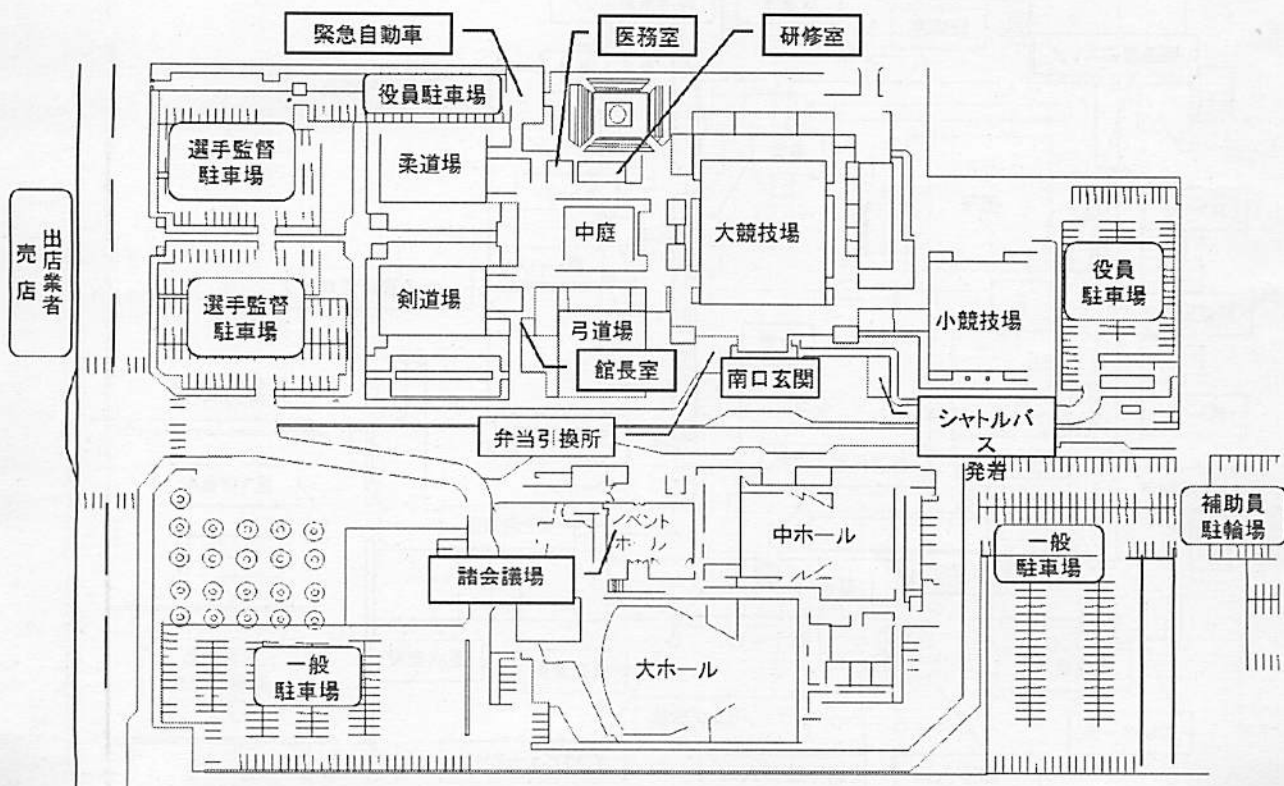 緊急自動車
医務室
研修室
役員駐車場
選手監督
駐車場
柔道場
中庭
大競技場
出店業者
売店
選手監督
駐車場
剣道場
弓道場
館長室
南口玄関
小競技場
役員
駐車場
弁当引換所
シャトルバ
ス
発着
補助員
駐輪場
ベント
ホール
中ホール
一般
駐車場
諸会議場
一般
駐車場
大ホール